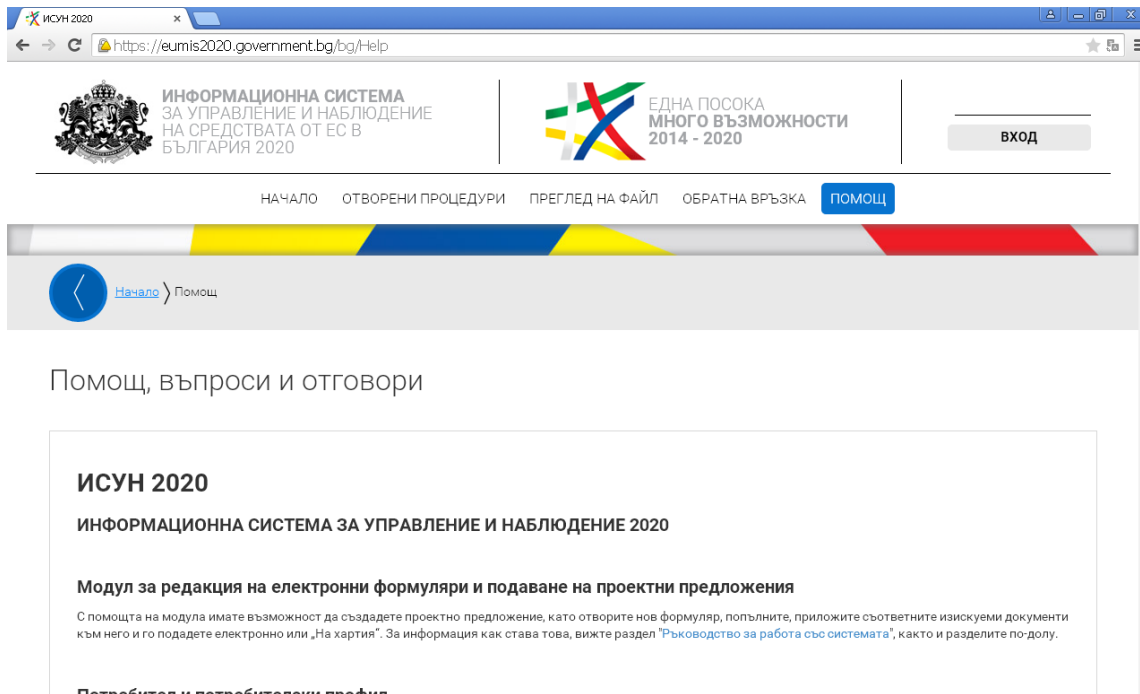 ИСУН 2020
https://eumis2020.government.bg/bg/Help
ИНФОРМАЦИОННА СИСТЕМА
ЗА УПРАВЛЕНИЕ И НАБЛЮДЕНИЕ
НА СРЕДСТВАТА ОТ ЕС В
БЪЛГАРИЯ 2020
ЕДНА ПОСОКА
МНОГО ВЪЗМОЖНОСТИ
2014 - 2020
ВХОД
НАЧАЛО ОТВОРЕНИ ПРОЦЕДУРИ ПРЕГЛЕД НА ФАЙЛ ОБРАТНА ВРЪЗКА ПОМОЩ
Начало Помощ
Помощ, въпроси и отговори
ИСУН 2020
ИНФОРМАЦИОННА СИСТЕМА ЗА УПРАВЛЕНИЕ И НАБЛЮДЕНИЕ 2020
Модул за редакция на електронни формуляри и подаване на проектни предложения
С помощта на модула имате възможност да създадете проектно предложение, като отворите нов формуляр, попълните, приложите съответните изискуеми документи
към него и го подадете електронно или „На хартия". За информация как става това, вижте раздел "Ръководство за работа със системата", както и разделите по-долу.
Потребител и потребителски профил